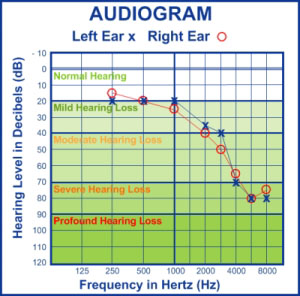 AUDIOGRAM
Left Ear x Right Ear O
- 10
0
Normal Hearing
10
20
Mild Hearing Loss
30
40
Moderate Hearing Loss
50
60
70
Severe Hearing Loss
80
90
Profound Hearing Loss
100
110
120
Hearing Level in Decibels (dB)
125 250 500 1000 2000 4000 8000
Frequency in Hertz (Hz)